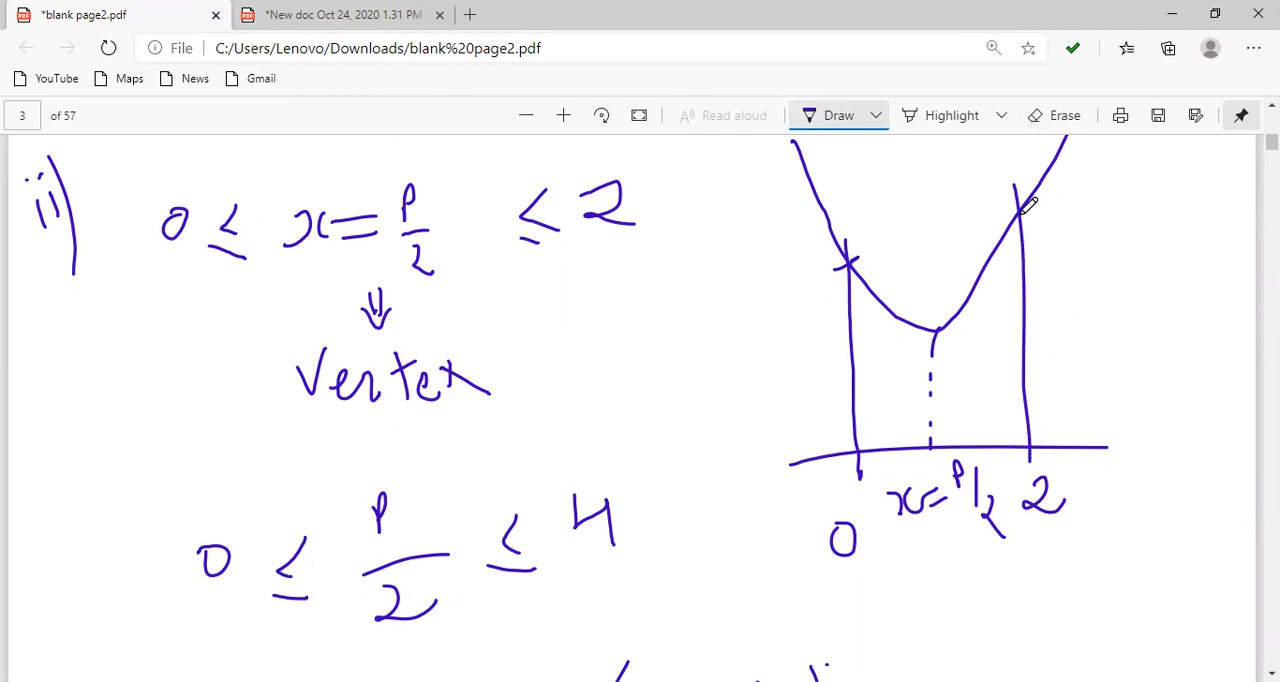 *blank page2.pdf
*New doc Oct 24, 2020 1.31 PM
File C:/Users/Lenovo/Downloads/blank%20page2.pdf
YouTube Maps News Gmail
3 of 57 Read aloud Draw Highlight Erase
ii) 0 ≤ x = P/2 ≤ 2
⇓
Vertex
x = P/2 2
0
0 ≤ P/2 ≤ 4